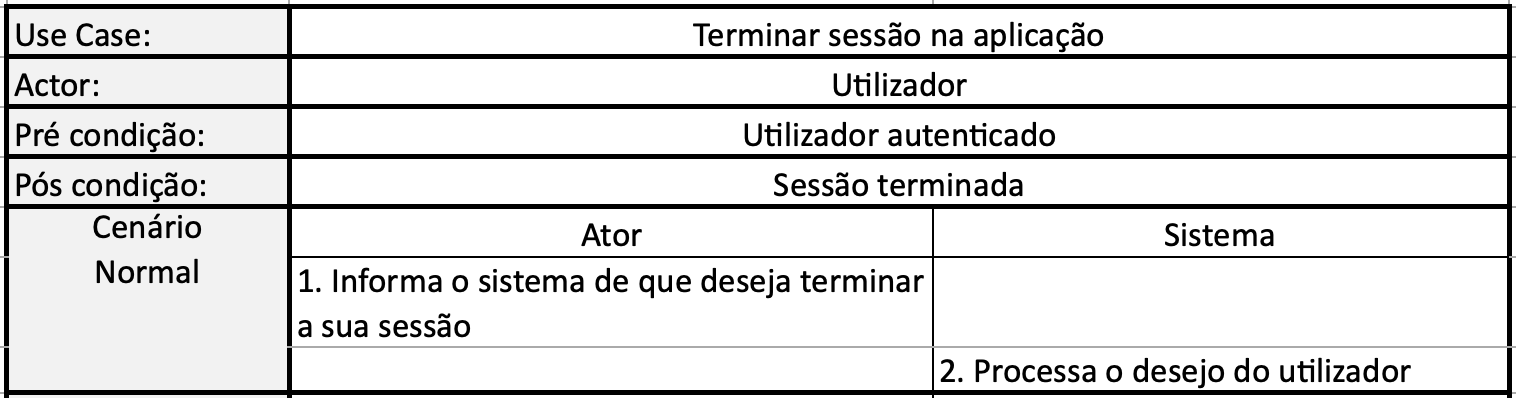 Use Case:
Terminar sessão na aplicação
Actor:
Utilizador
Pré condição:
Utilizador autenticado
Pós condição:
Sessão terminada
Cenário
Normal
Ator
Sistema
1. Informa o sistema de que deseja terminar
a sua sessão
2. Processa o desejo do utilizador